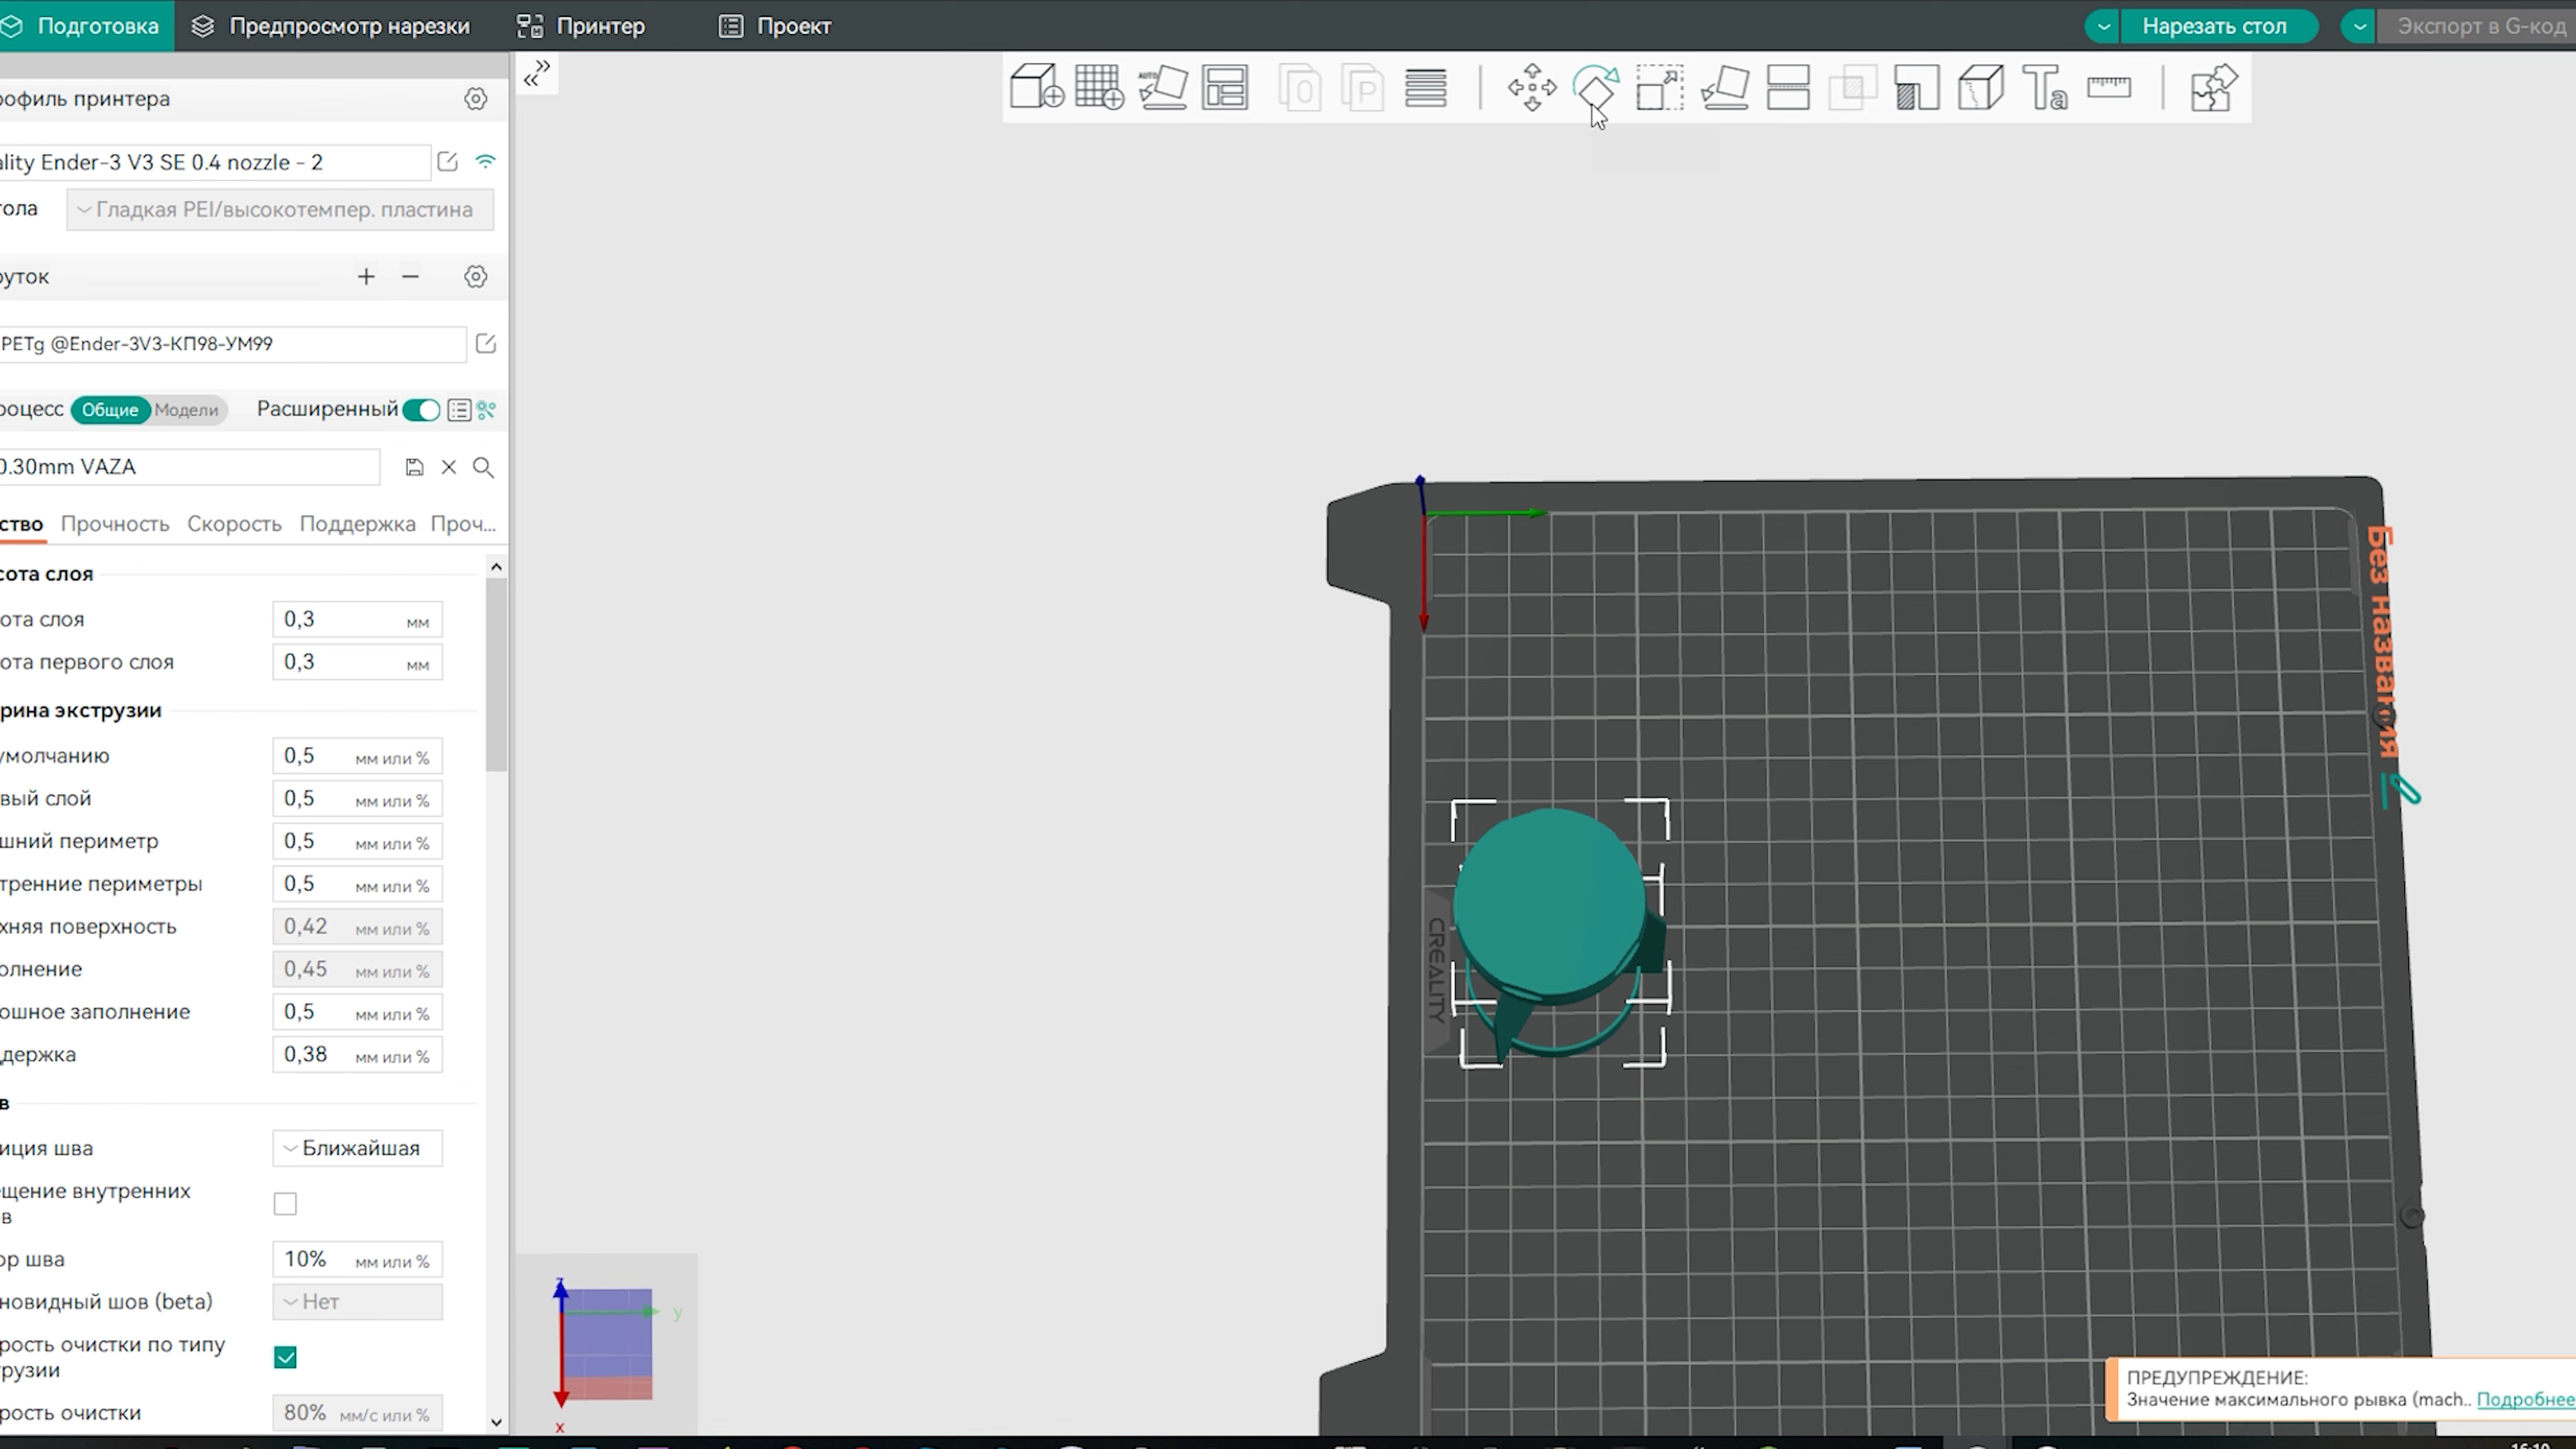 Подготовка
Предпросмотр нарезки
Принтер
Проект
Нарезать стол
Экспорт в G-код
офиль принтера
ality Ender-3 V3 SE 0.4 nozzle - 2
тола
Гладкая PEI/высокотемпер. пластина
руток
PETg @Ender-3V3-КП98-УМ99
роцесс
Общие
Модели
Расширенный
0.30mm VAZA
ство
Прочность
Скорость
Поддержка
Проч...
сота слоя
ота слоя
0,3 мм
ота первого слоя
0,3 мм
рина экструзии
умолчанию
0,5 мм или %
вый слой
0,5 мм или %
шний периметр
0,5 мм или %
тренние периметры
0,5 мм или %
хняя поверхность
0,42 мм или %
олнение
0,45 мм или %
ошное заполнение
0,5 мм или %
держка
0,38 мм или %
в
иция шва
Ближайшая
щение внутренних
в
ор шва
10% мм или %
новидный шов (beta)
Нет
рость очистки по типу
рузии
рость очистки
80% мм/с или %
AUTO
O
P
Ta
Без названия
CREALITY
z
y
x
ПРЕДУПРЕЖДЕНИЕ:
Значение максимального рывка (mach.. Подробнее
16:10